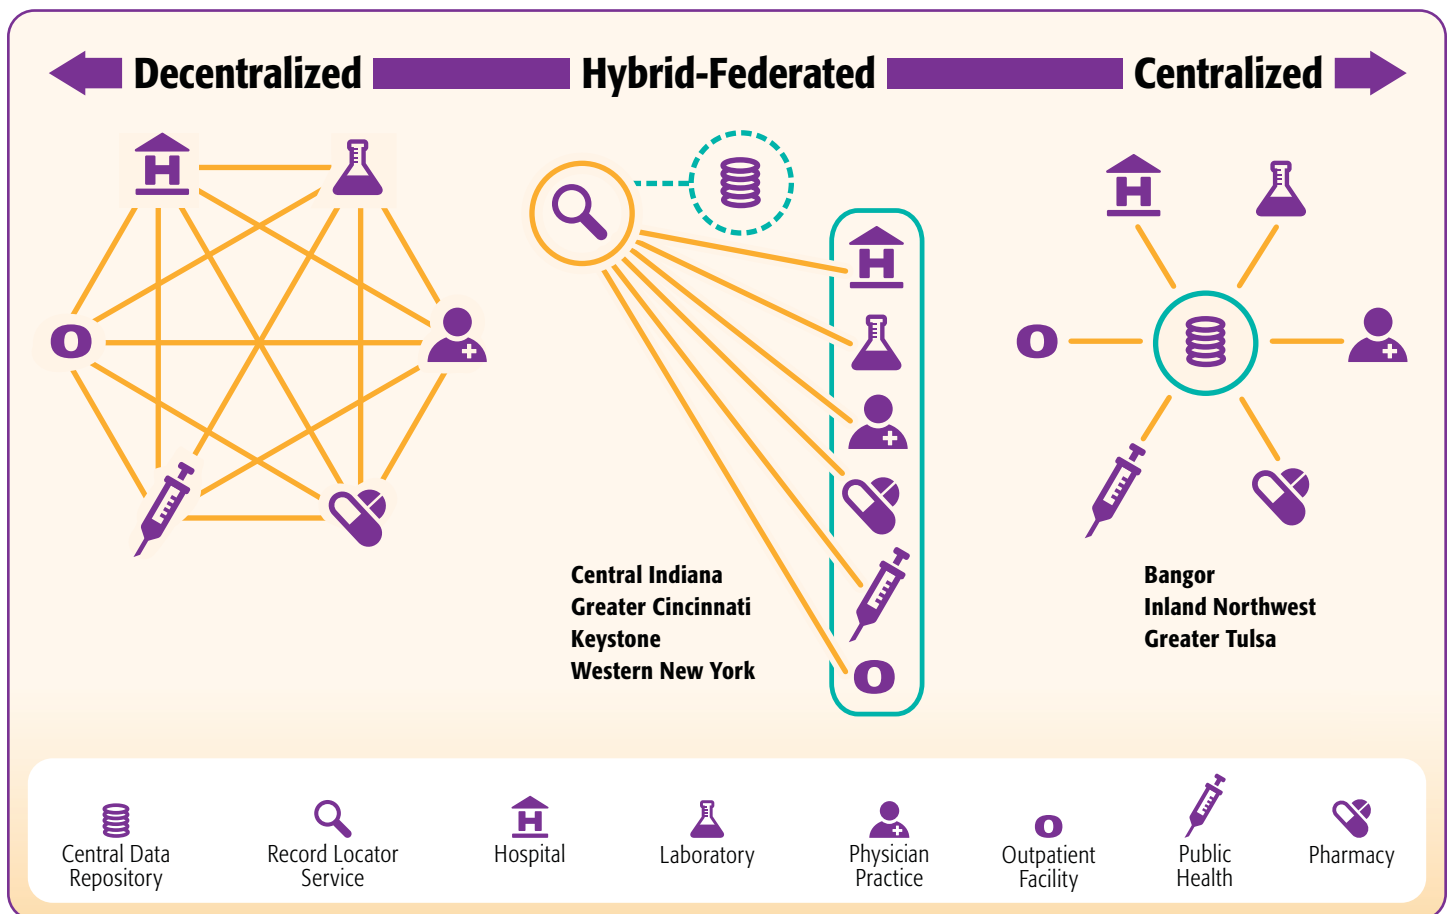 Decentralized
Hybrid-Federated
Centralized
H
O
H
O
Central Indiana
Greater Cincinnati
Keystone
Western New York
H
O
Bangor
Inland Northwest
Greater Tulsa
Central Data
Repository
Record Locator
Service
H
Hospital
Laboratory
Physician
Practice
O
Outpatient
Facility
Public
Health
Pharmacy